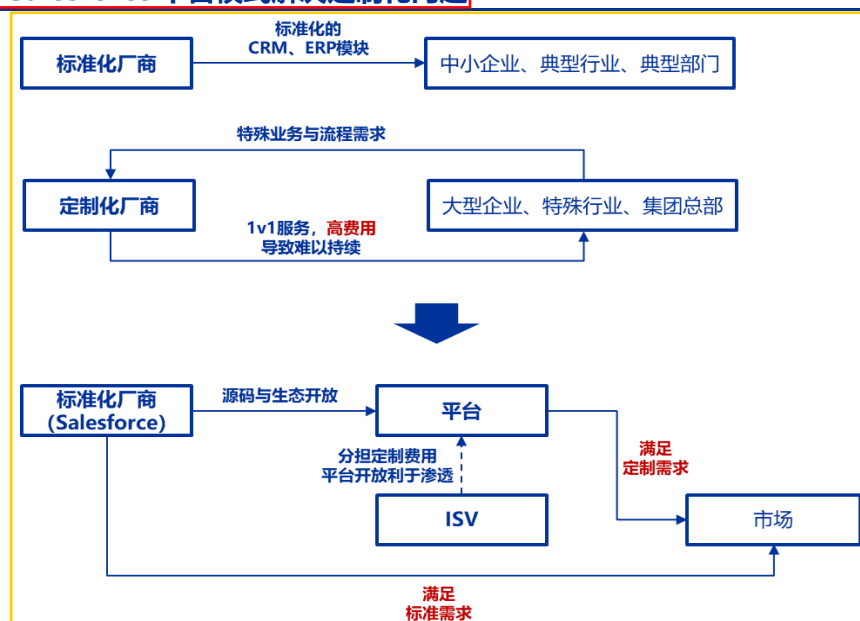 标准化的
CRM、ERP模块
标准化厂商
中小企业、典型行业、典型部门
特殊业务与流程需求
定制化厂商
大型企业、特殊行业、集团总部
1v1服务，高费用
导致难以持续
标准化厂商
(Salesforce)
源码与生态开放
平台
分担定制费用
平台开放利于渗透
满足
定制需求
ISV
市场
满足
标准需求